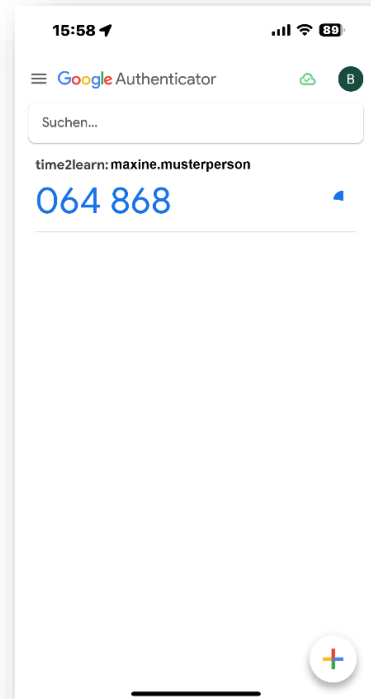 15:58
89
Google Authenticator
B
Suchen...
time2learn: maxine.musterperson
064 868